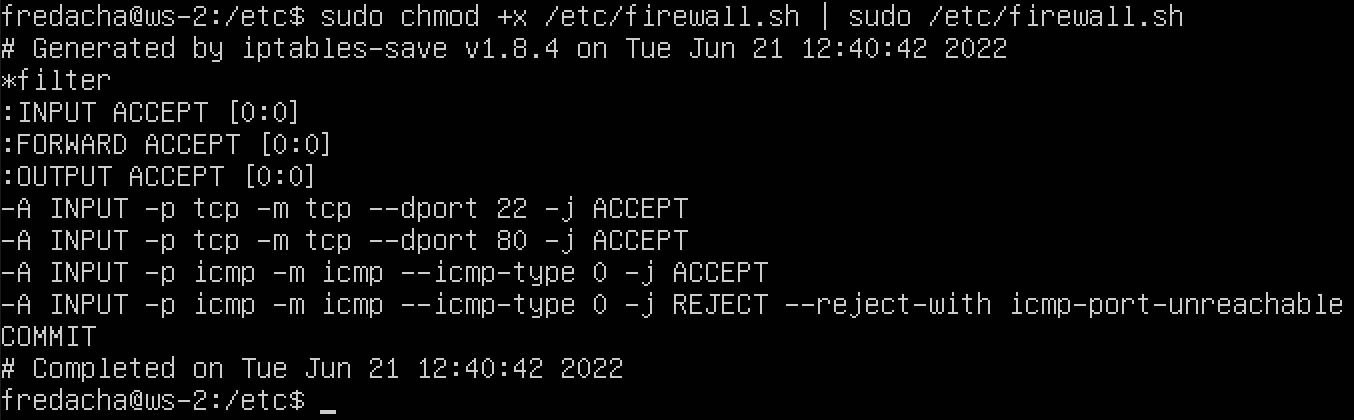 fredacha@ws-2:/etc$ sudo chmod +x /etc/firewall.sh | sudo /etc/firewall.sh
# Generated by iptables-save v1.8.4 on Tue Jun 21 12:40:42 2022
*filter
:INPUT ACCEPT [0:0]
:FORWARD ACCEPT [0:0]
:OUTPUT ACCEPT [0:0]
-A INPUT -p tcp -m tcp --dport 22 -j ACCEPT
-A INPUT -p tcp -m tcp --dport 80 -j ACCEPT
-A INPUT -p icmp -m icmp --icmp-type 0 -j ACCEPT
-A INPUT -p icmp -m icmp --icmp-type 0 -j REJECT --reject-with icmp-port-unreachable
COMMIT
# Completed on Tue Jun 21 12:40:42 2022
fredacha@ws-2:/etc$ _